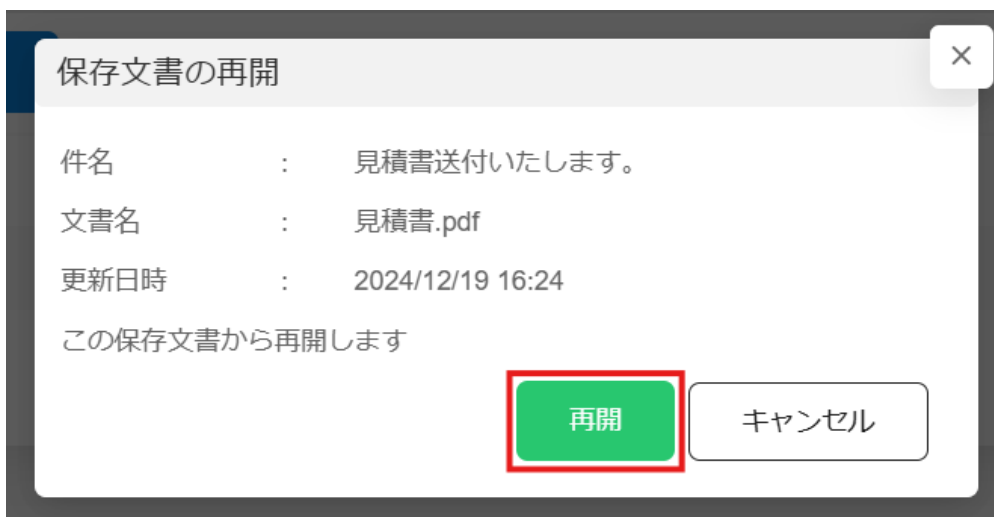 保存文書の再開
×
件名 : 見積書送付いたします。
文書名 : 見積書.pdf
更新日時 : 2024/12/19 16:24
この保存文書から再開します
再開 キャンセル